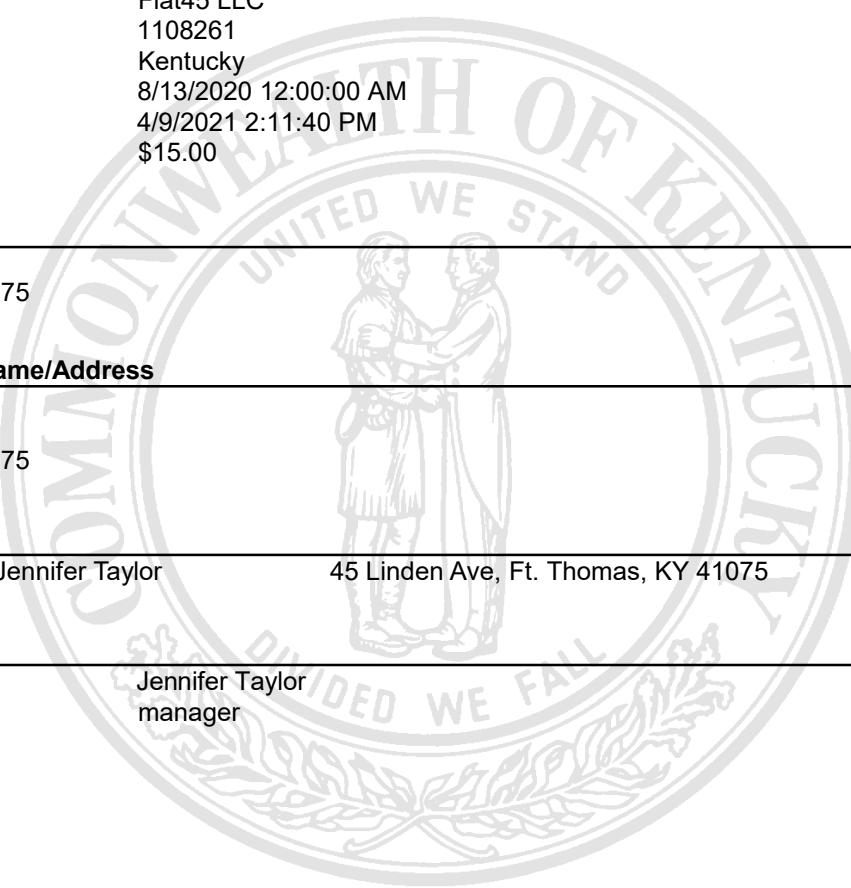 Flat45 LLC
1108261
Kentucky
8/13/2020 12:00:00 AM
4/9/2021 2:11:40 PM
$15.00
COMMONWEALTH OF KENTUCKY
UNITED WE STAND
75
ame/Address
75
Jennifer Taylor 45 Linden Ave, Ft. Thomas, KY 41075
DIVIDED WE FALL
Jennifer Taylor
manager